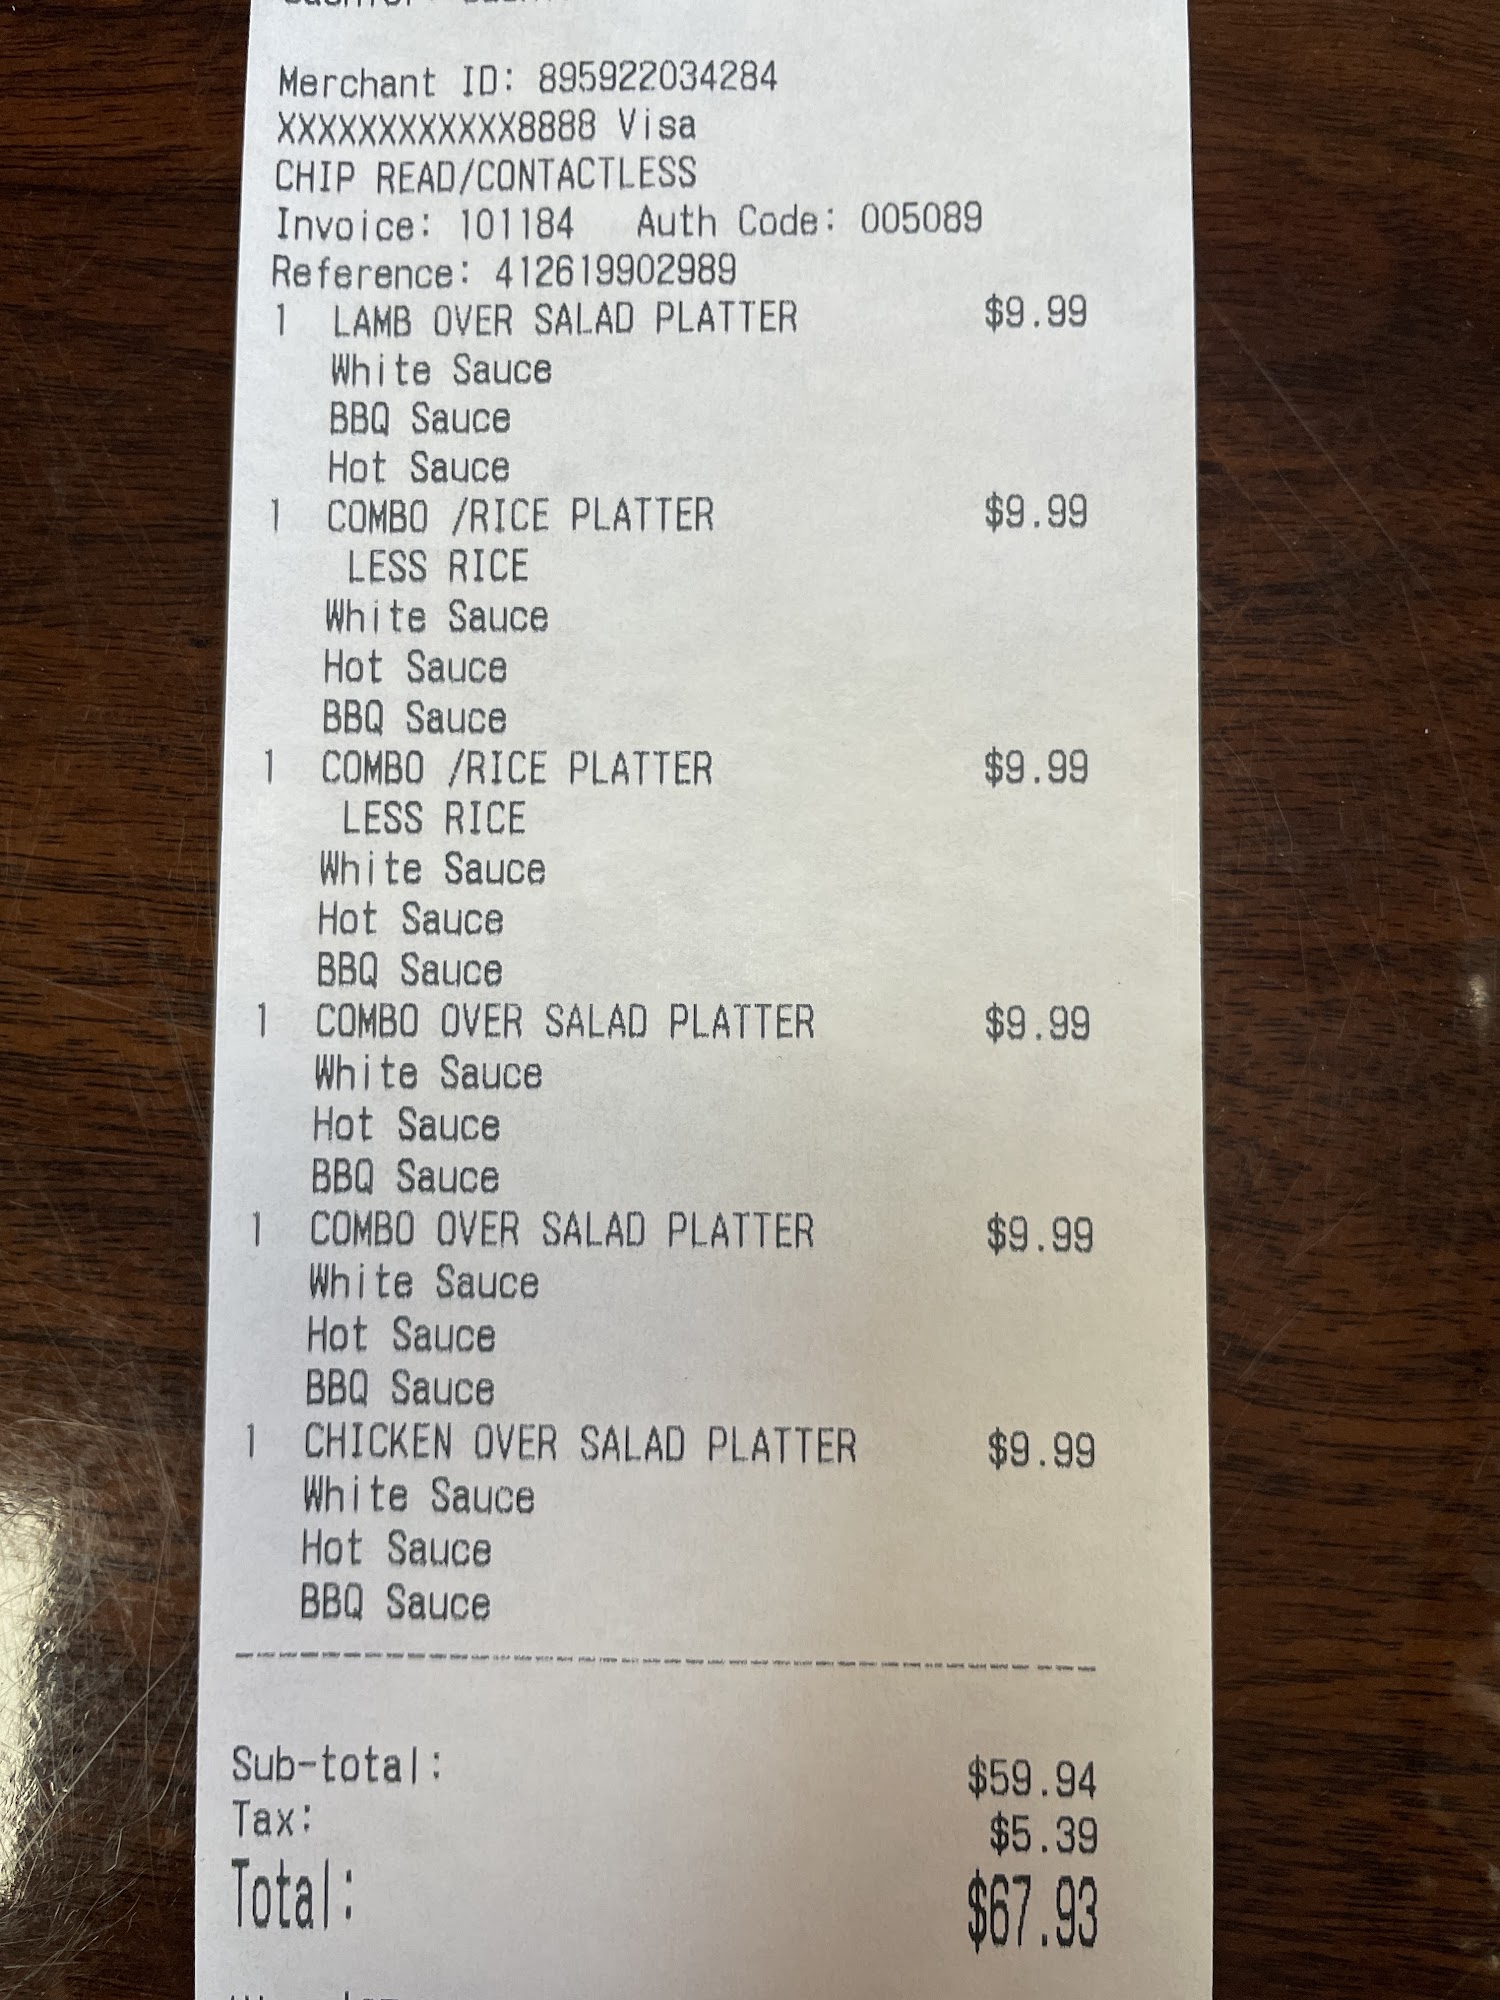 Merchant ID: 895922034284
XXXXXXXXXXXX8888 Visa
CHIP READ/CONTACTLESS
Invoice: 101184 Auth Code: 005089
Reference: 412619902989
1 LAMB OVER SALAD PLATTER $9.99
White Sauce
BBQ Sauce
Hot Sauce
1 COMBO /RICE PLATTER $9.99
LESS RICE
White Sauce
Hot Sauce
BBQ Sauce
1 COMBO /RICE PLATTER $9.99
LESS RICE
White Sauce
Hot Sauce
BBQ Sauce
1 COMBO OVER SALAD PLATTER $9.99
White Sauce
Hot Sauce
BBQ Sauce
1 COMBO OVER SALAD PLATTER $9.99
White Sauce
Hot Sauce
BBQ Sauce
1 CHICKEN OVER SALAD PLATTER $9.99
White Sauce
Hot Sauce
BBQ Sauce
Sub-total: $59.94
Tax: $5.39
Total: $67.93